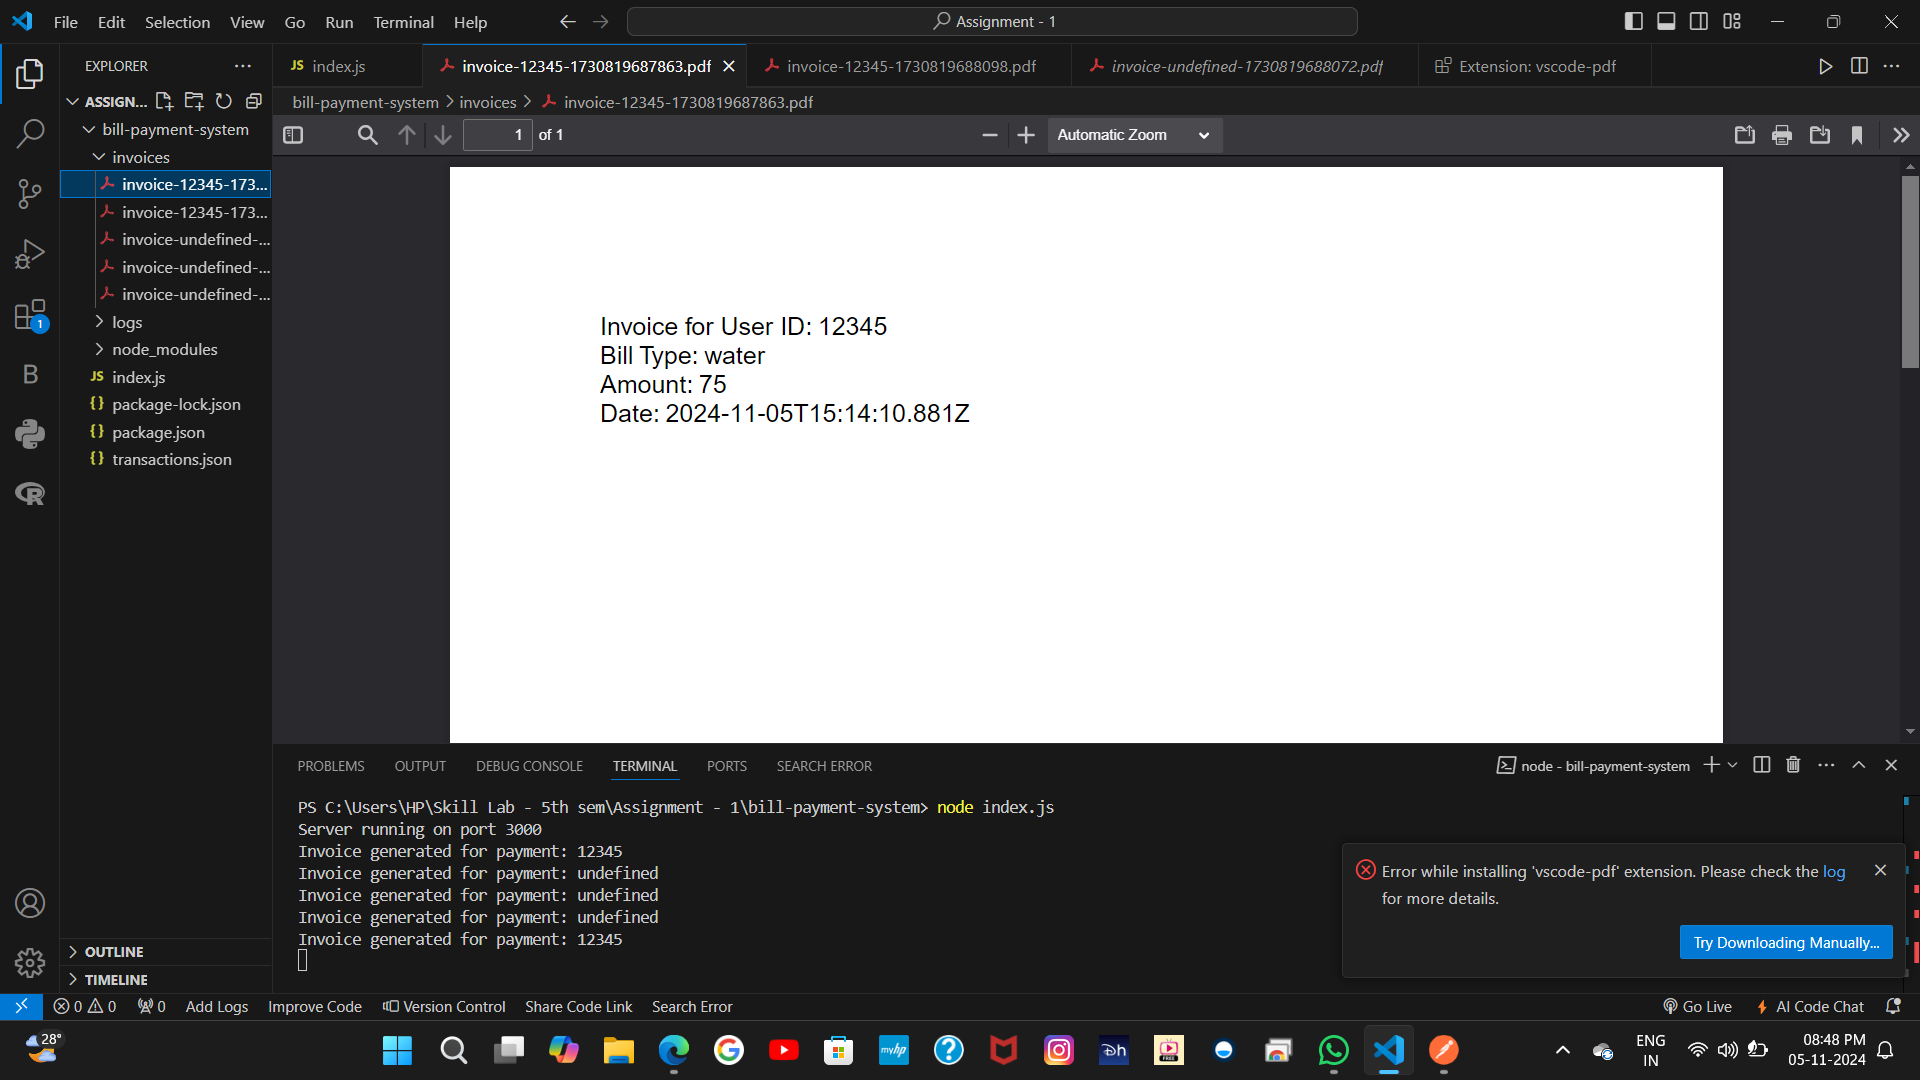 File Edit Selection View Go Run Terminal Help
Assignment - 1
EXPLORER
index.js
invoice-12345-1730819687863.pdf
invoice-12345-1730819688098.pdf
invoice-undefined-1730819688072.pdf
Extension: vscode-pdf
ASSIGN...
bill-payment-system > invoices > invoice-12345-1730819687863.pdf
bill-payment-system
invoices
invoice-12345-173...
invoice-12345-173...
invoice-undefined-...
invoice-undefined-...
invoice-undefined-...
logs
node_modules
JS index.js
{} package-lock.json
{} package.json
{} transactions.json
OUTLINE
TIMELINE
1 of 1
Automatic Zoom
Invoice for User ID: 12345
Bill Type: water
Amount: 75
Date: 2024-11-05T15:14:10.881Z
PROBLEMS OUTPUT DEBUG CONSOLE TERMINAL PORTS SEARCH ERROR
node - bill-payment-system
PS C:\Users\HP\Skill Lab - 5th sem\Assignment - 1\bill-payment-system> node index.js
Server running on port 3000
Invoice generated for payment: 12345
Invoice generated for payment: undefined
Invoice generated for payment: undefined
Invoice generated for payment: undefined
Invoice generated for payment: 12345
Error while installing 'vscode-pdf' extension. Please check the log
for more details.
Try Downloading Manually...
0 0 0 Add Logs Improve Code Version Control Share Code Link Search Error
Go Live AI Code Chat
28°
myhp
Dh
FREE
ENG
IN
08:48 PM
05-11-2024